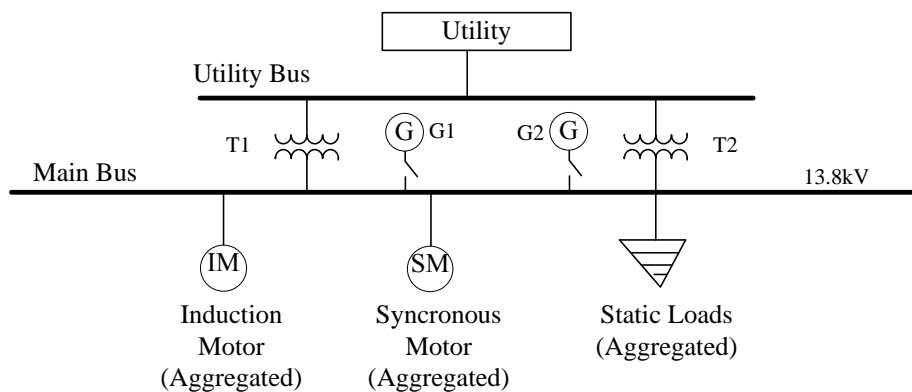 Utility
Utility Bus
T1
G
G1
G2
G
T2
Main Bus
13.8kV
IM
SM
Induction
Motor
(Aggregated)
Syncronous
Motor
(Aggregated)
Static Loads
(Aggregated)